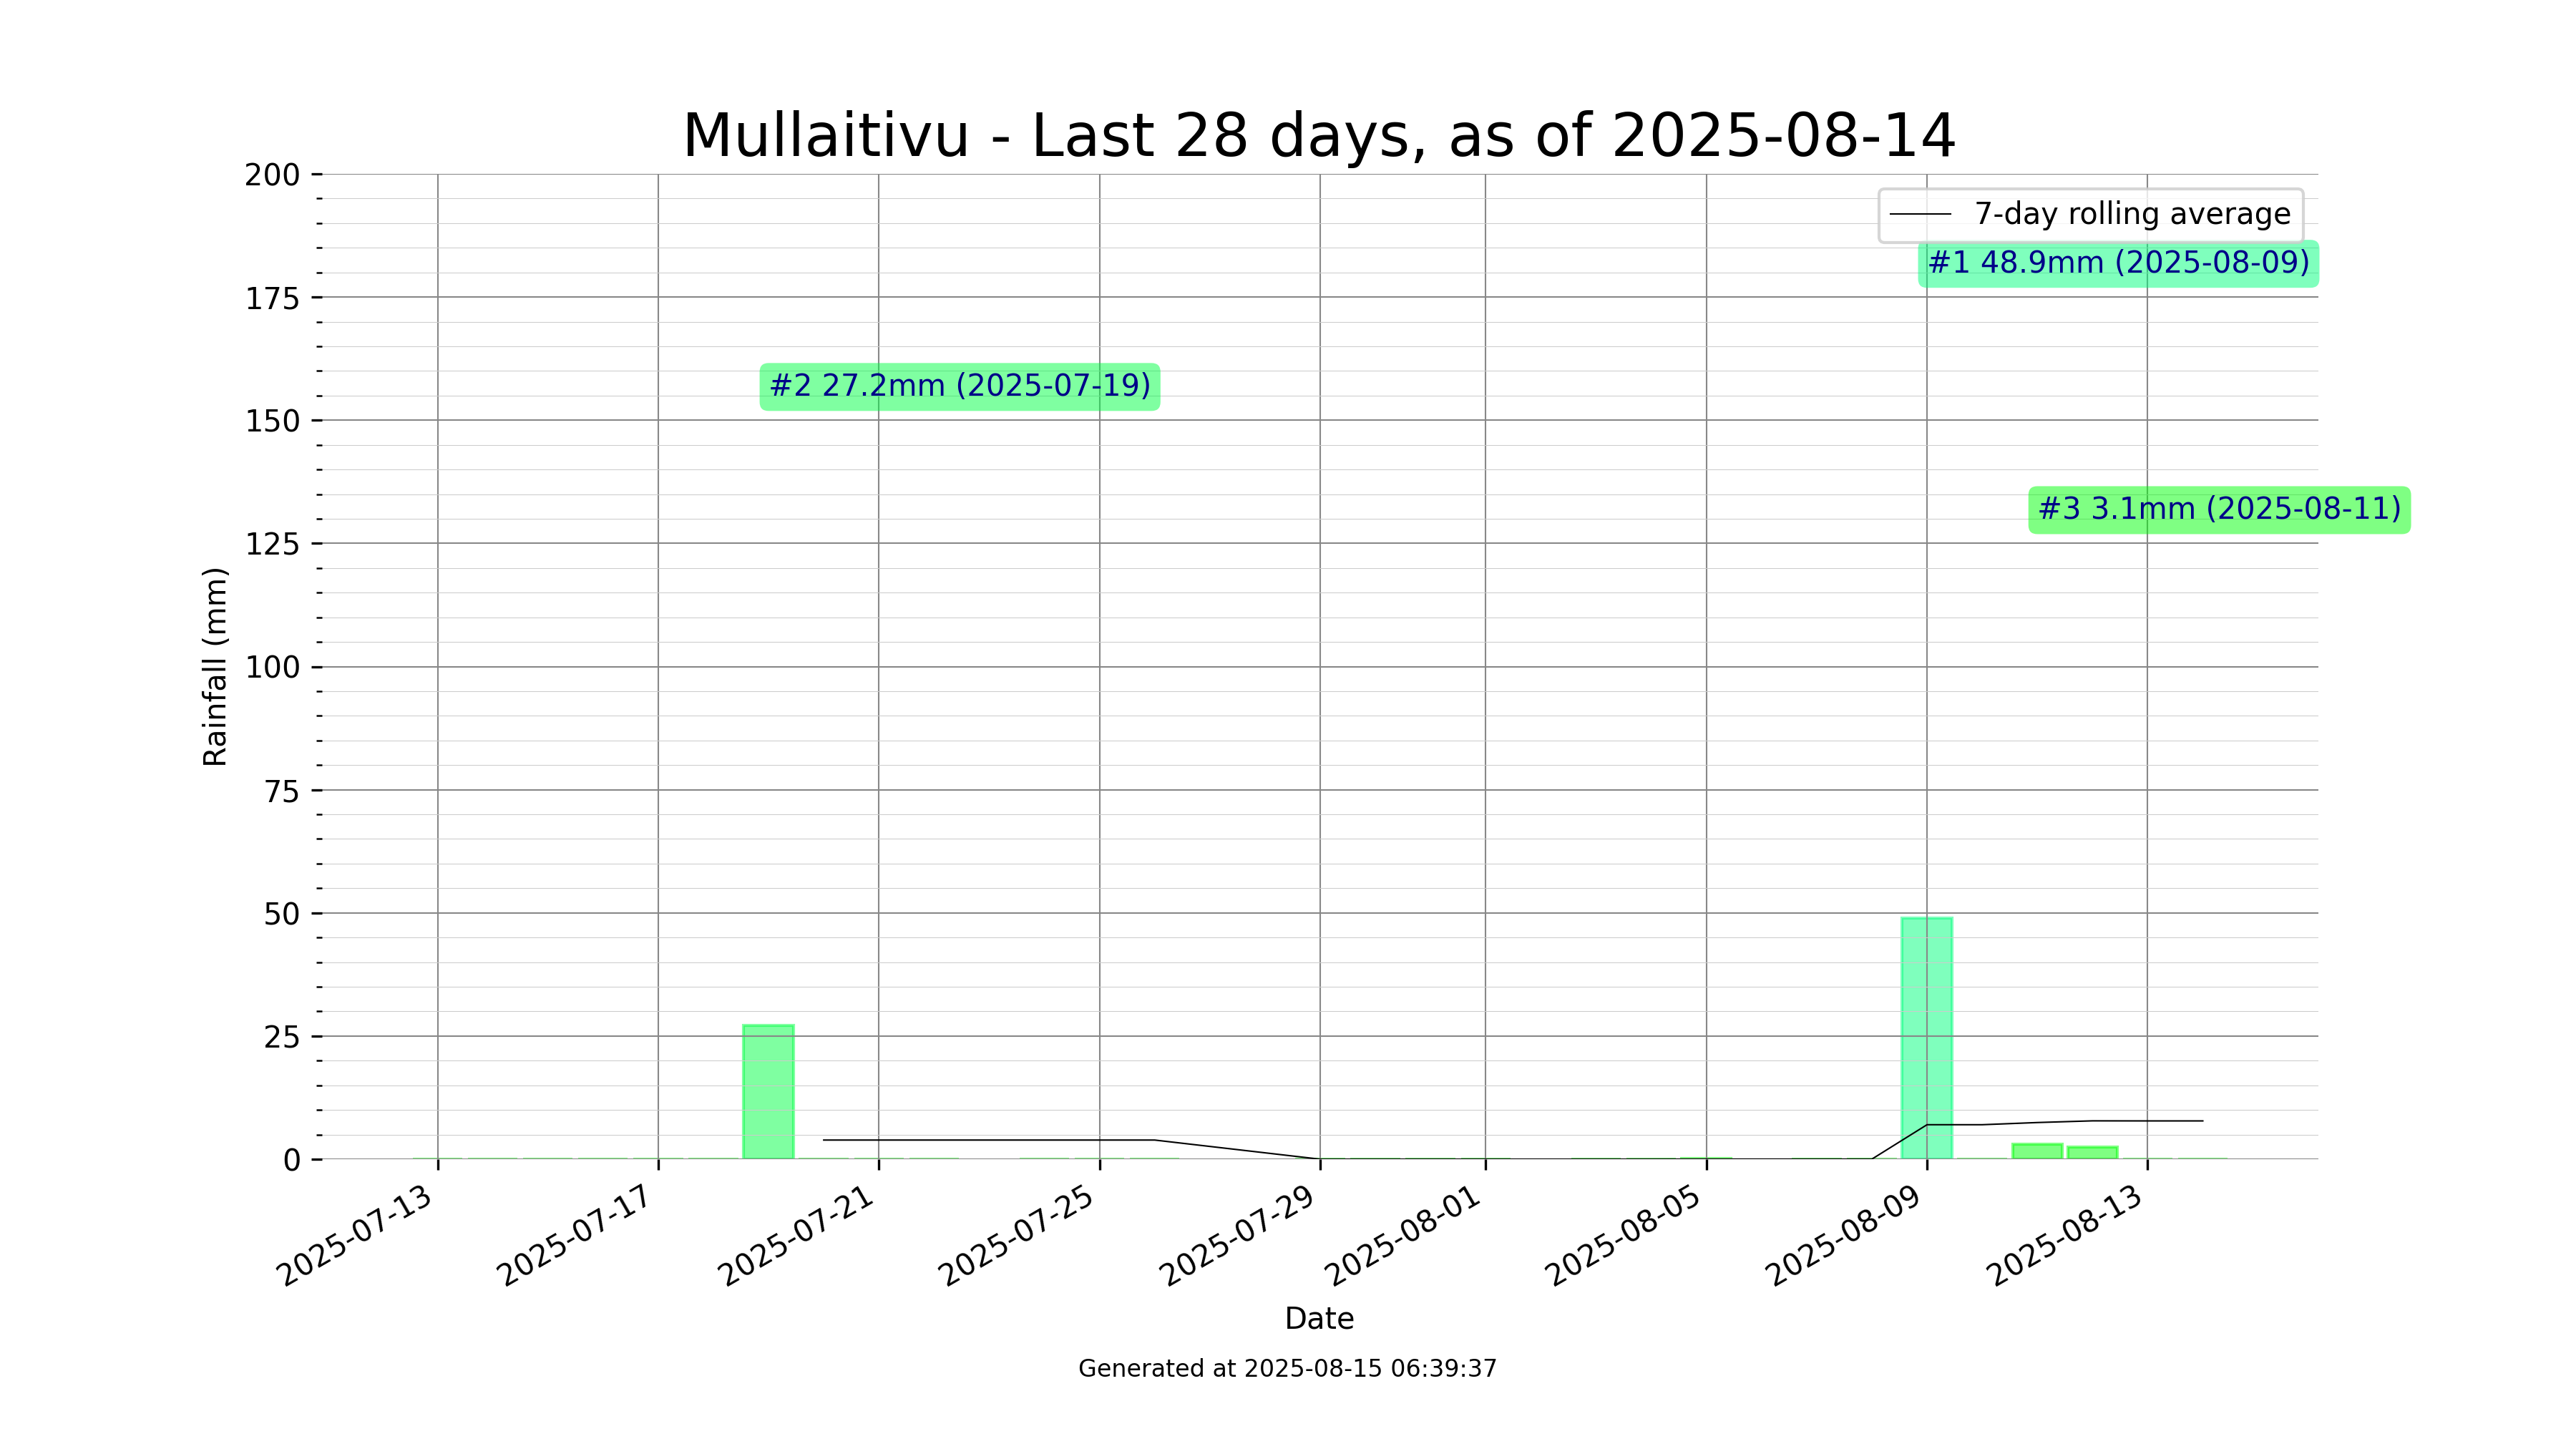 Mullaitivu - Last 28 days, as of 2025-08-14
200
175
150
125
100
75
50
25
0
Rainfall (mm)
7-day rolling average
#1 48.9mm (2025-08-09)
#2 27.2mm (2025-07-19)
#3 3.1mm (2025-08-11)
2025-07-13
2025-07-17
2025-07-21
2025-07-25
2025-07-29
2025-08-01
2025-08-05
2025-08-09
2025-08-13
Date
Generated at 2025-08-15 06:39:37